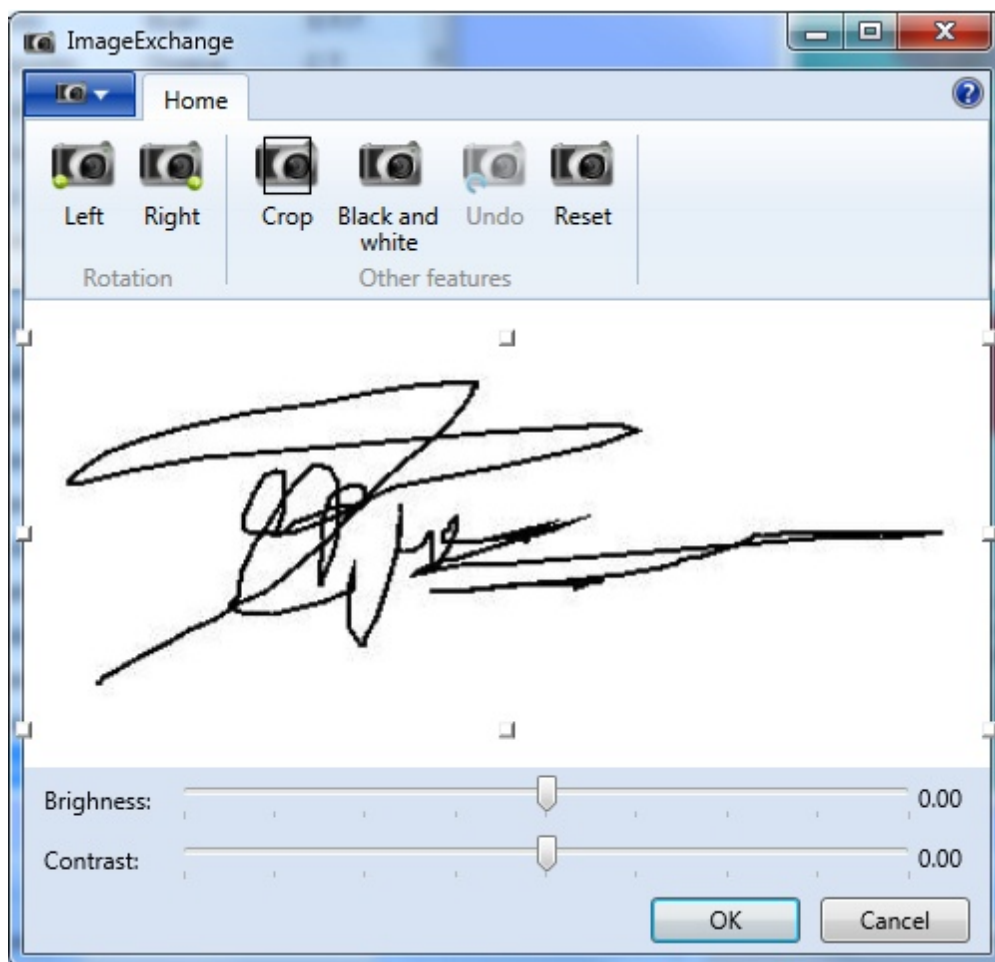 ImageExchange
Home
Left Right Crop Black and white Undo Reset
Rotation Other features
Brighness: 0.00
Contrast: 0.00
OK Cancel